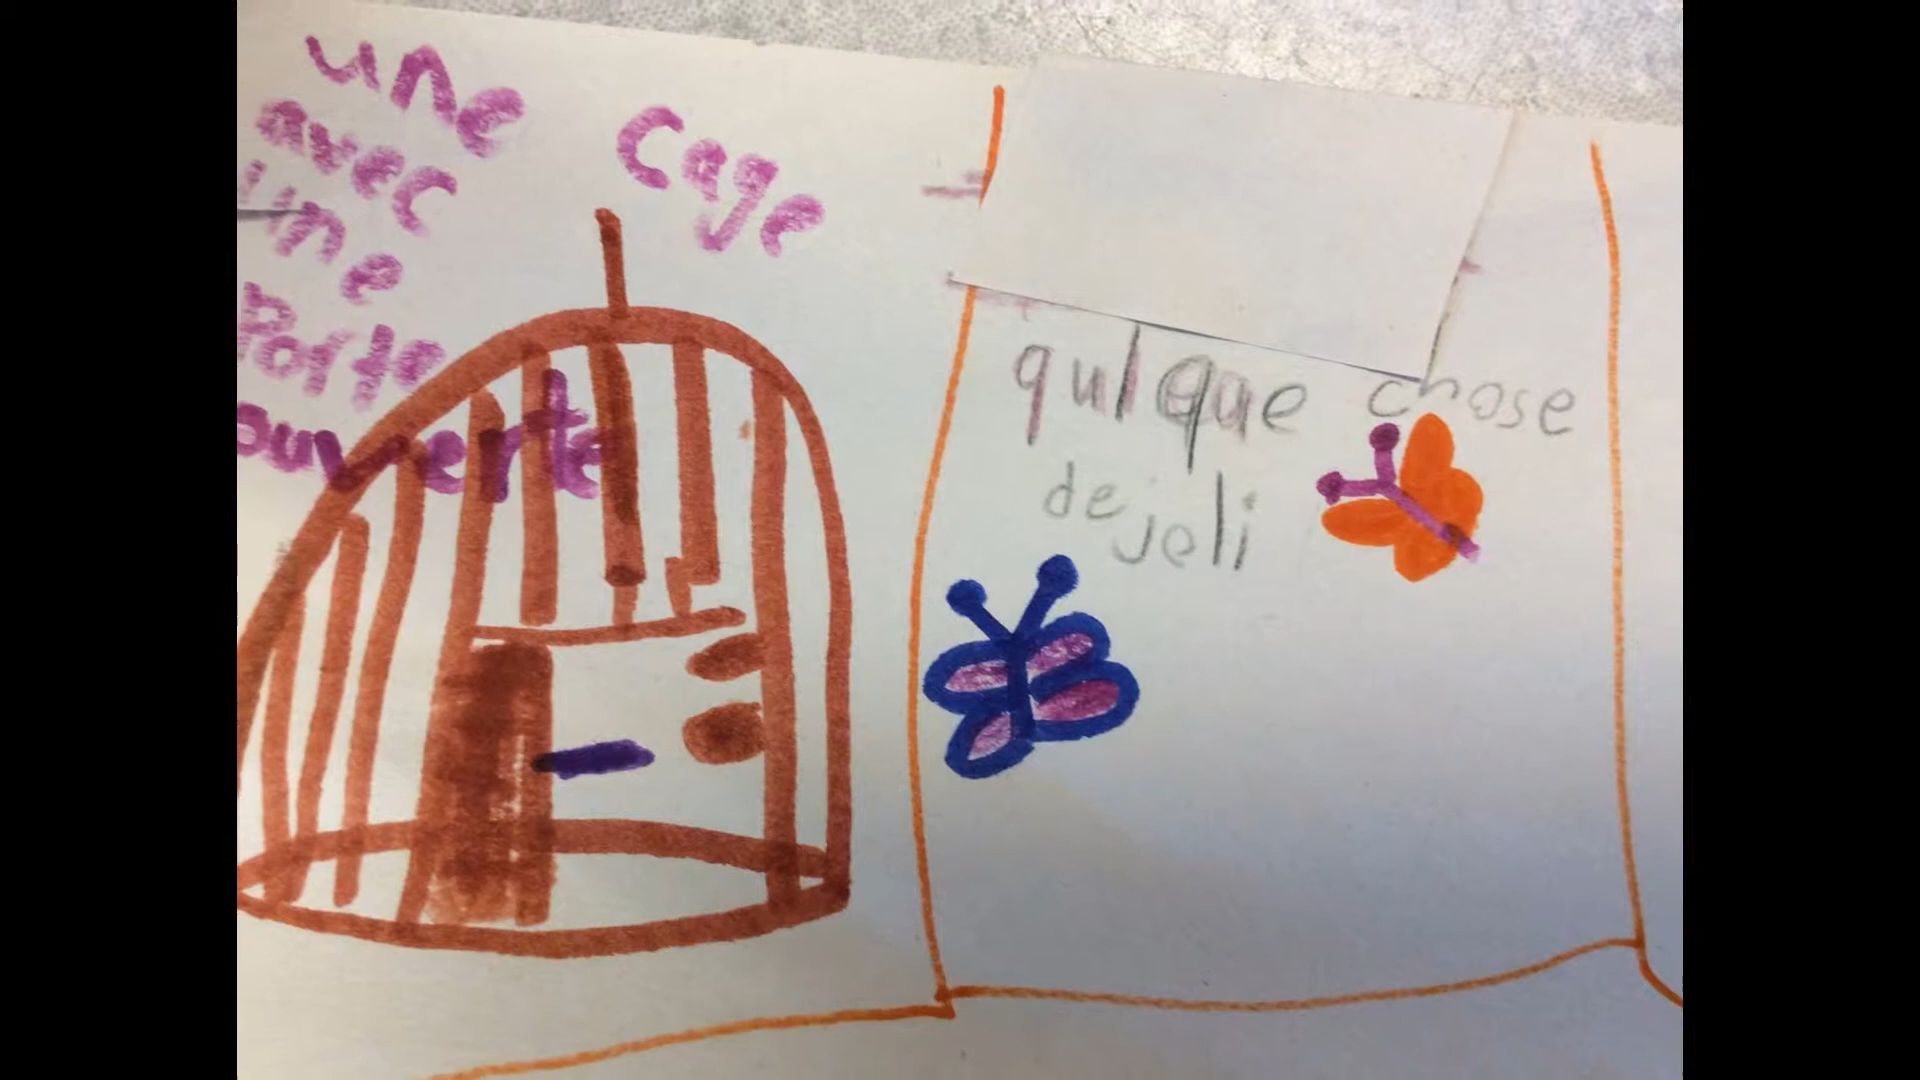 une cage
avec
une
Porte
ouverte
qulque chose
de joli